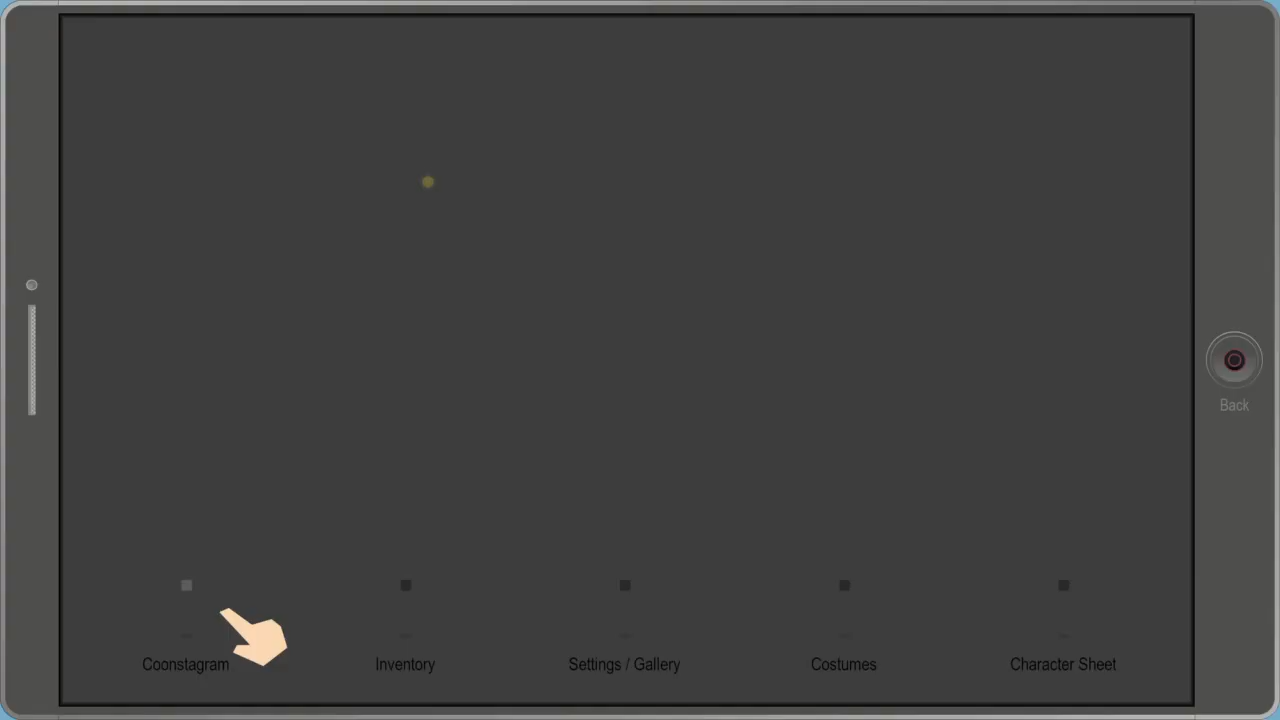 Back
Coonstagram
Inventory
Settings / Gallery
Costumes
Character Sheet